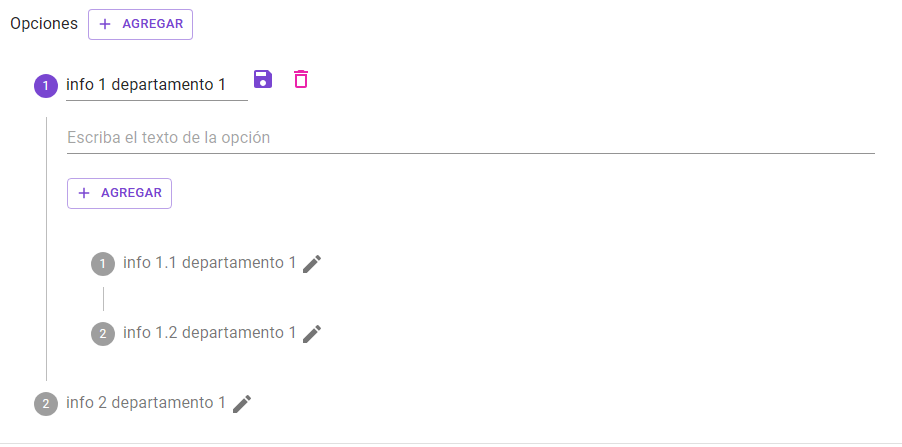 Opciones + AGREGAR
1 info 1 departamento 1
Escriba el texto de la opción
+ AGREGAR
1 info 1.1 departamento 1
2 info 1.2 departamento 1
2 info 2 departamento 1